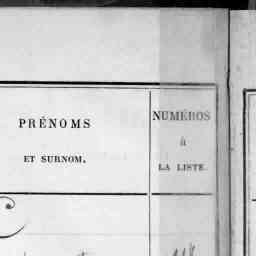 PRÉNOMS
ET SURNOM,
NUMÉROS
à
LA LISTE.
C